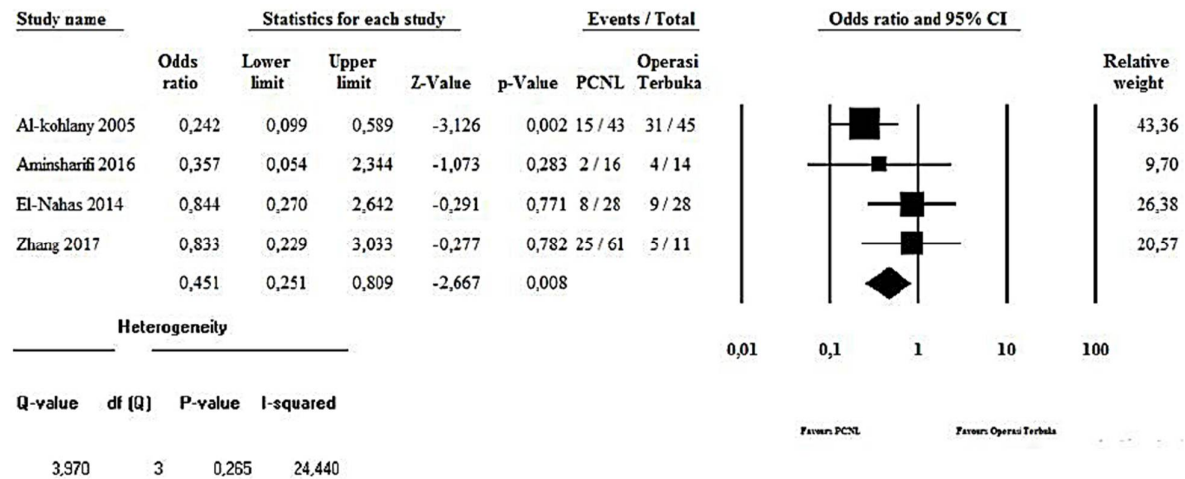 Study name Statistics for each study Events / Total Odds ratio and 95% CI
Odds ratio Lower limit Upper limit Z-Value p-Value PCNL Operasi Terbuka Relative weight
Al-kohlany 2005 0,242 0,099 0,589 -3,126 0,002 15 / 43 31 / 45 43,36
Aminsharifi 2016 0,357 0,054 2,344 -1,073 0,283 2 / 16 4 / 14 9,70
El-Nahas 2014 0,844 0,270 2,642 -0,291 0,771 8 / 28 9 / 28 26,38
Zhang 2017 0,833 0,229 3,033 -0,277 0,782 25 / 61 5 / 11 20,57
0,451 0,251 0,809 -2,667 0,008
0,01 0,1 1 10 100
Favours PCNL Favours Operasi Terbuka
Heterogeneity
Q-value df (Q) P-value I-squared
3,970 3 0,265 24,440